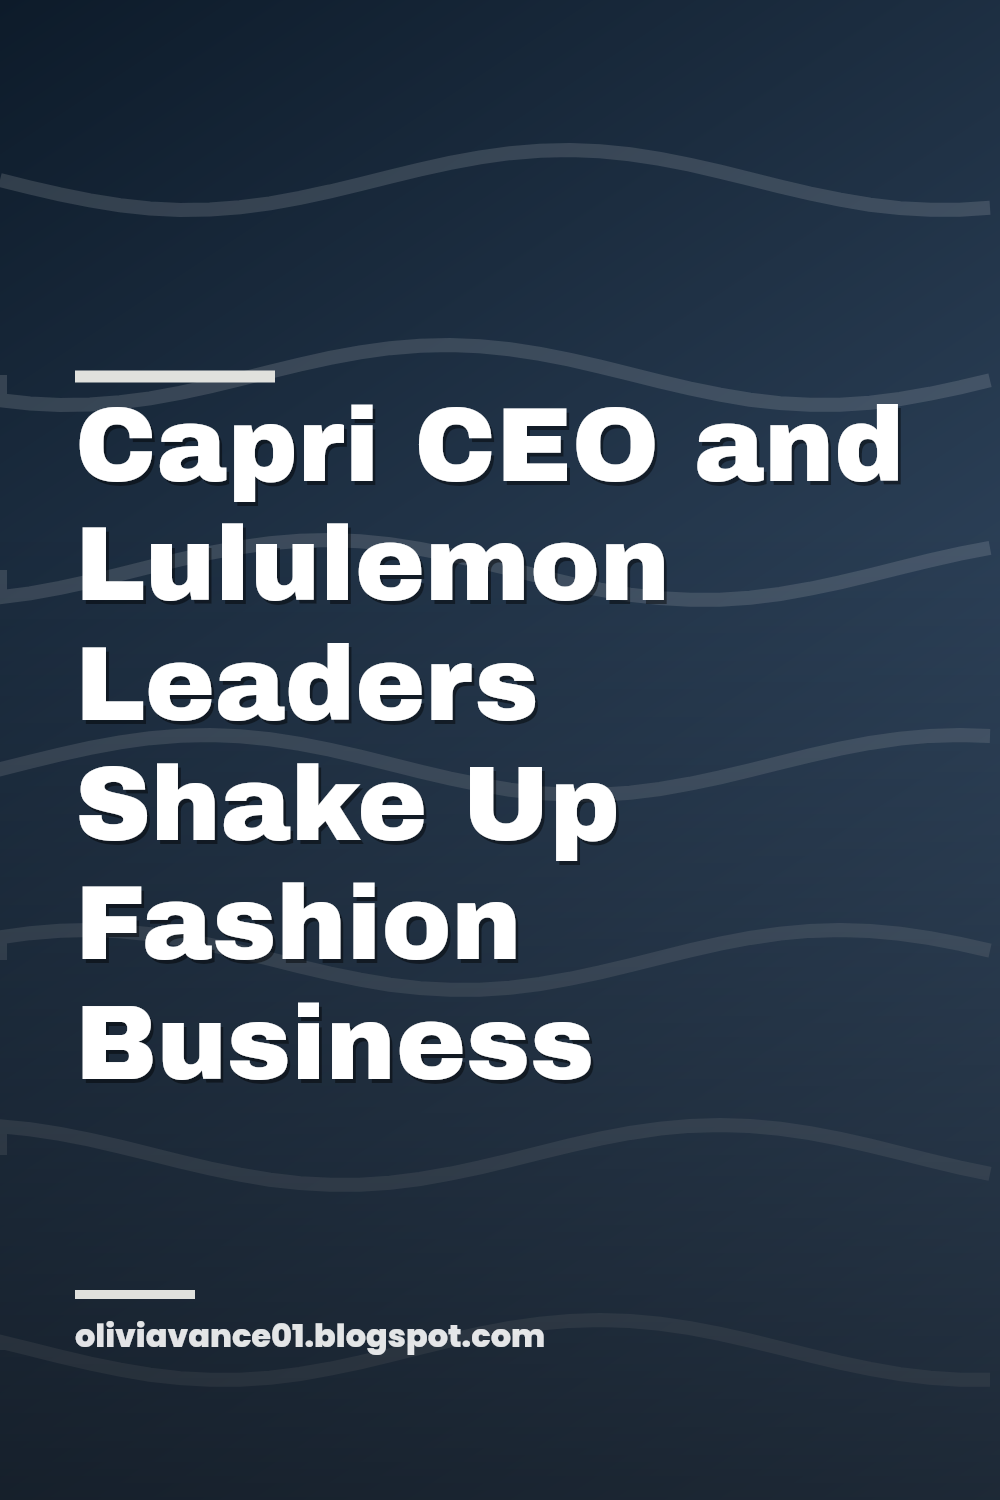 Capri CEO and
Lululemon
Leaders
Shake Up
Fashion
Business
oliviavance01.blogspot.com